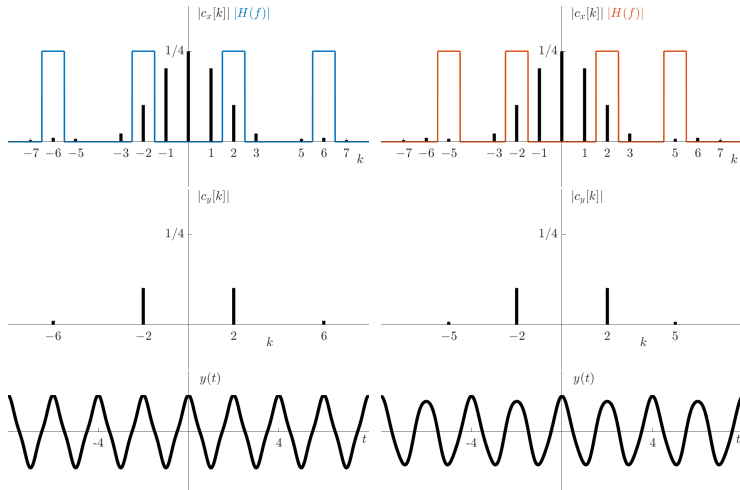 |c_x[k]| |H(f)|
1/4
−7 −6 −5 −3 −2 −1 1 2 3 5 6 7
k
|c_y[k]|
1/4
−6 −2 2 6
k
y(t)
-4 4 t
|c_x[k]| |H(f)|
1/4
−7 −6 −5 −3 −2 −1 1 2 3 5 6 7
k
|c_y[k]|
1/4
−5 −2 2 5
k
y(t)
-4 4 t